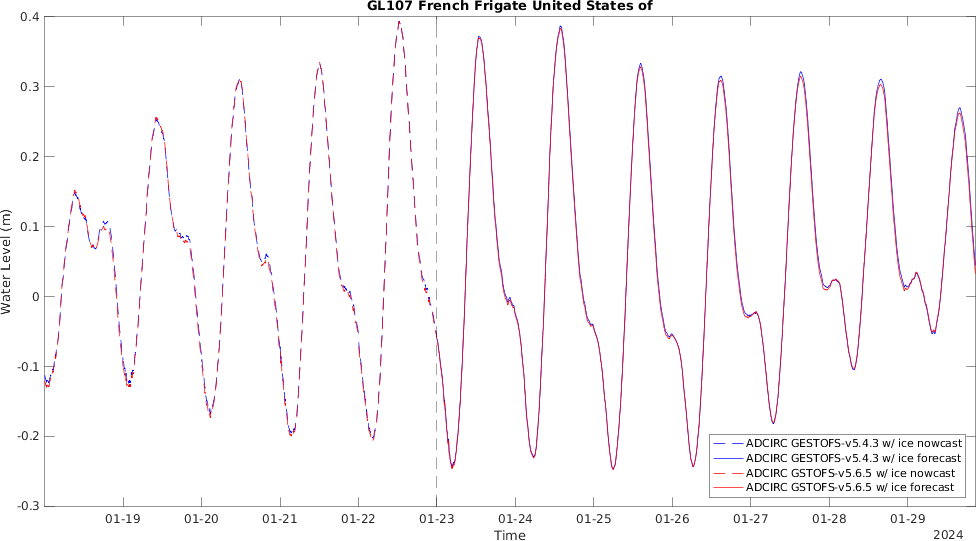 GL107 French Frigate United States of
0.4
0.3
0.2
0.1
0
-0.1
-0.2
-0.3
Water Level (m)
01-19 01-20 01-21 01-22 01-23 01-24 01-25 01-26 01-27 01-28 01-29
Time
2024
ADCIRC GESTOFS-v5.4.3 w/ ice nowcast
ADCIRC GESTOFS-v5.4.3 w/ ice forecast
ADCIRC GSTOFS-v5.6.5 w/ ice nowcast
ADCIRC GSTOFS-v5.6.5 w/ ice forecast